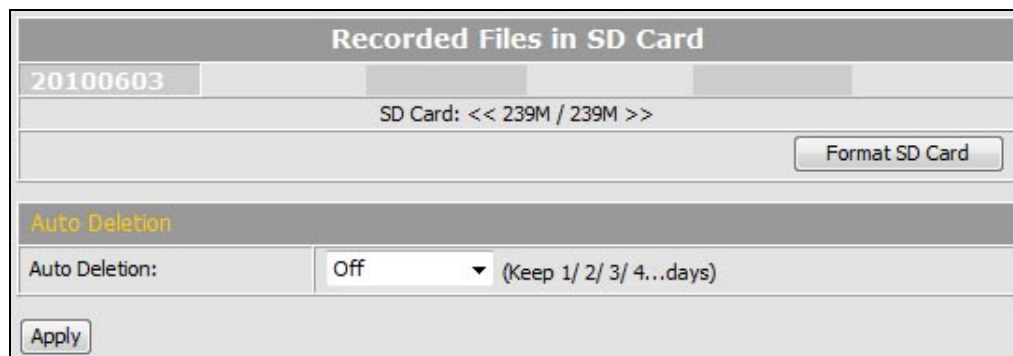 Recorded Files in SD Card
20100603
SD Card: << 239M / 239M >>
Format SD Card
Auto Deletion
Auto Deletion: Off (Keep 1/ 2/ 3/ 4...days)
Apply